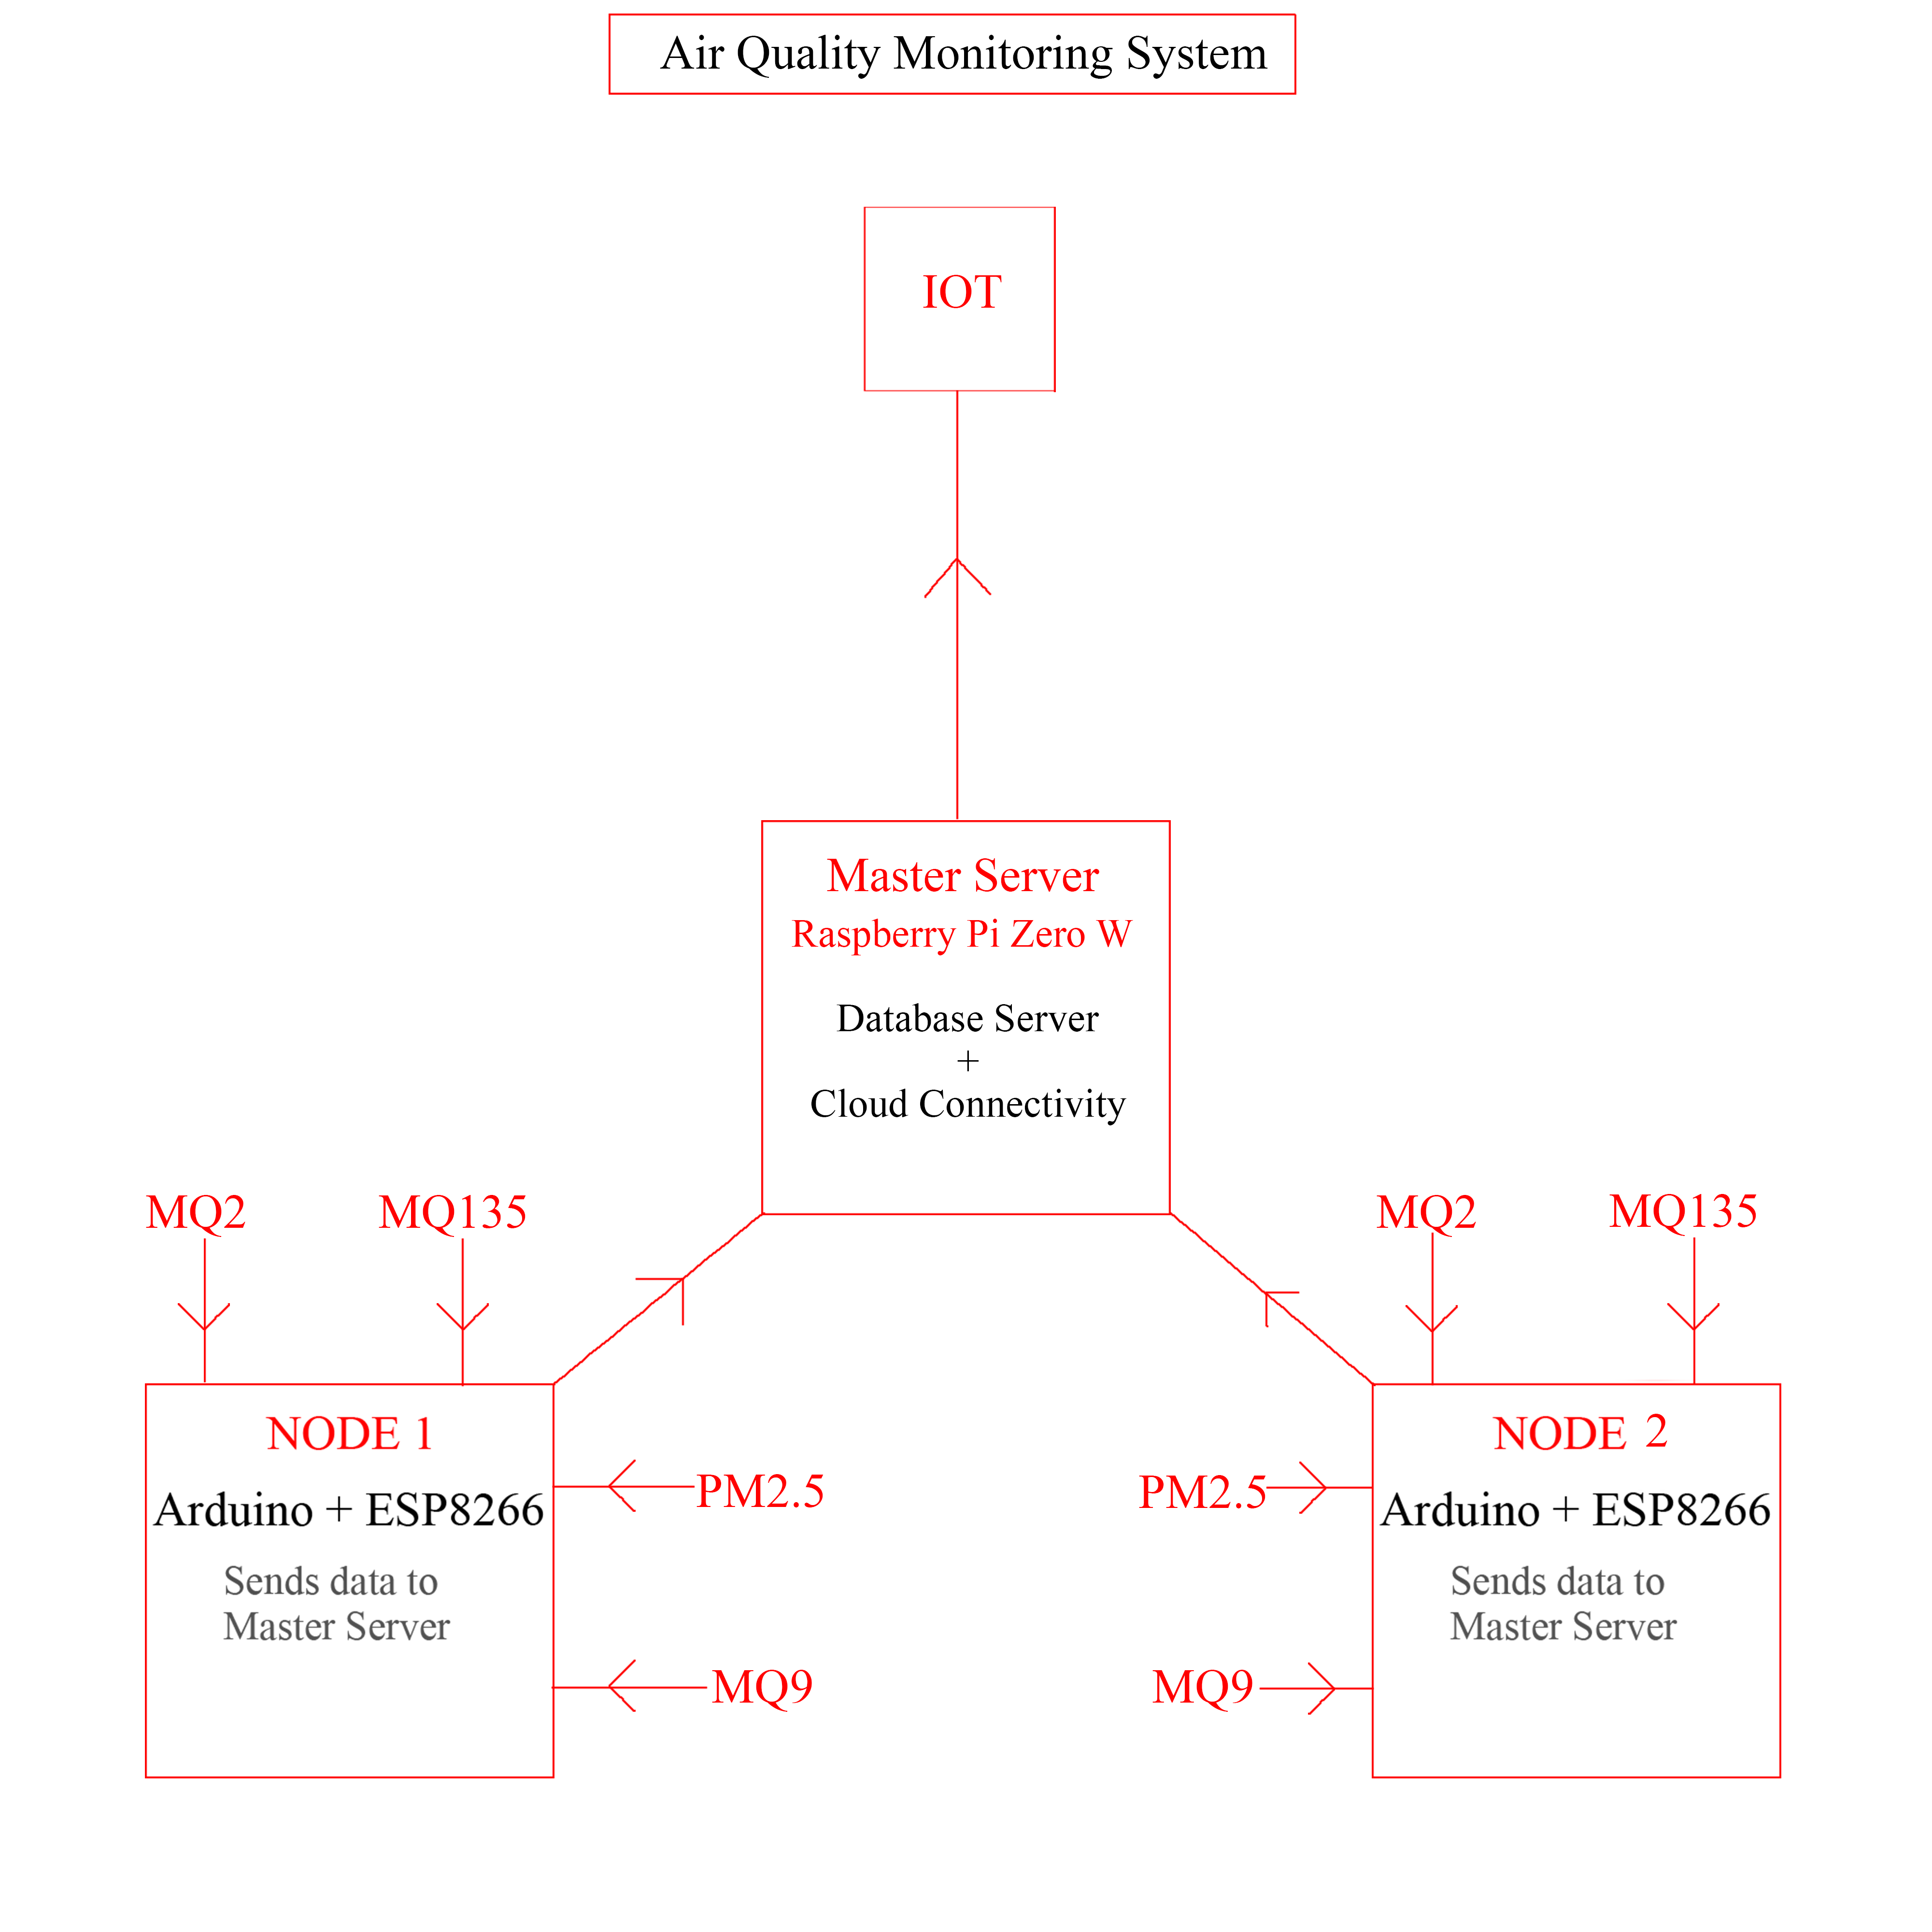 Air Quality Monitoring System
IOT
Master Server
Raspberry Pi Zero W
Database Server
+
Cloud Connectivity
MQ2
MQ135
NODE 1
Arduino + ESP8266
Sends data to
Master Server
PM2.5
MQ9
MQ2
MQ135
PM2.5
MQ9
NODE 2
Arduino + ESP8266
Sends data to
Master Server